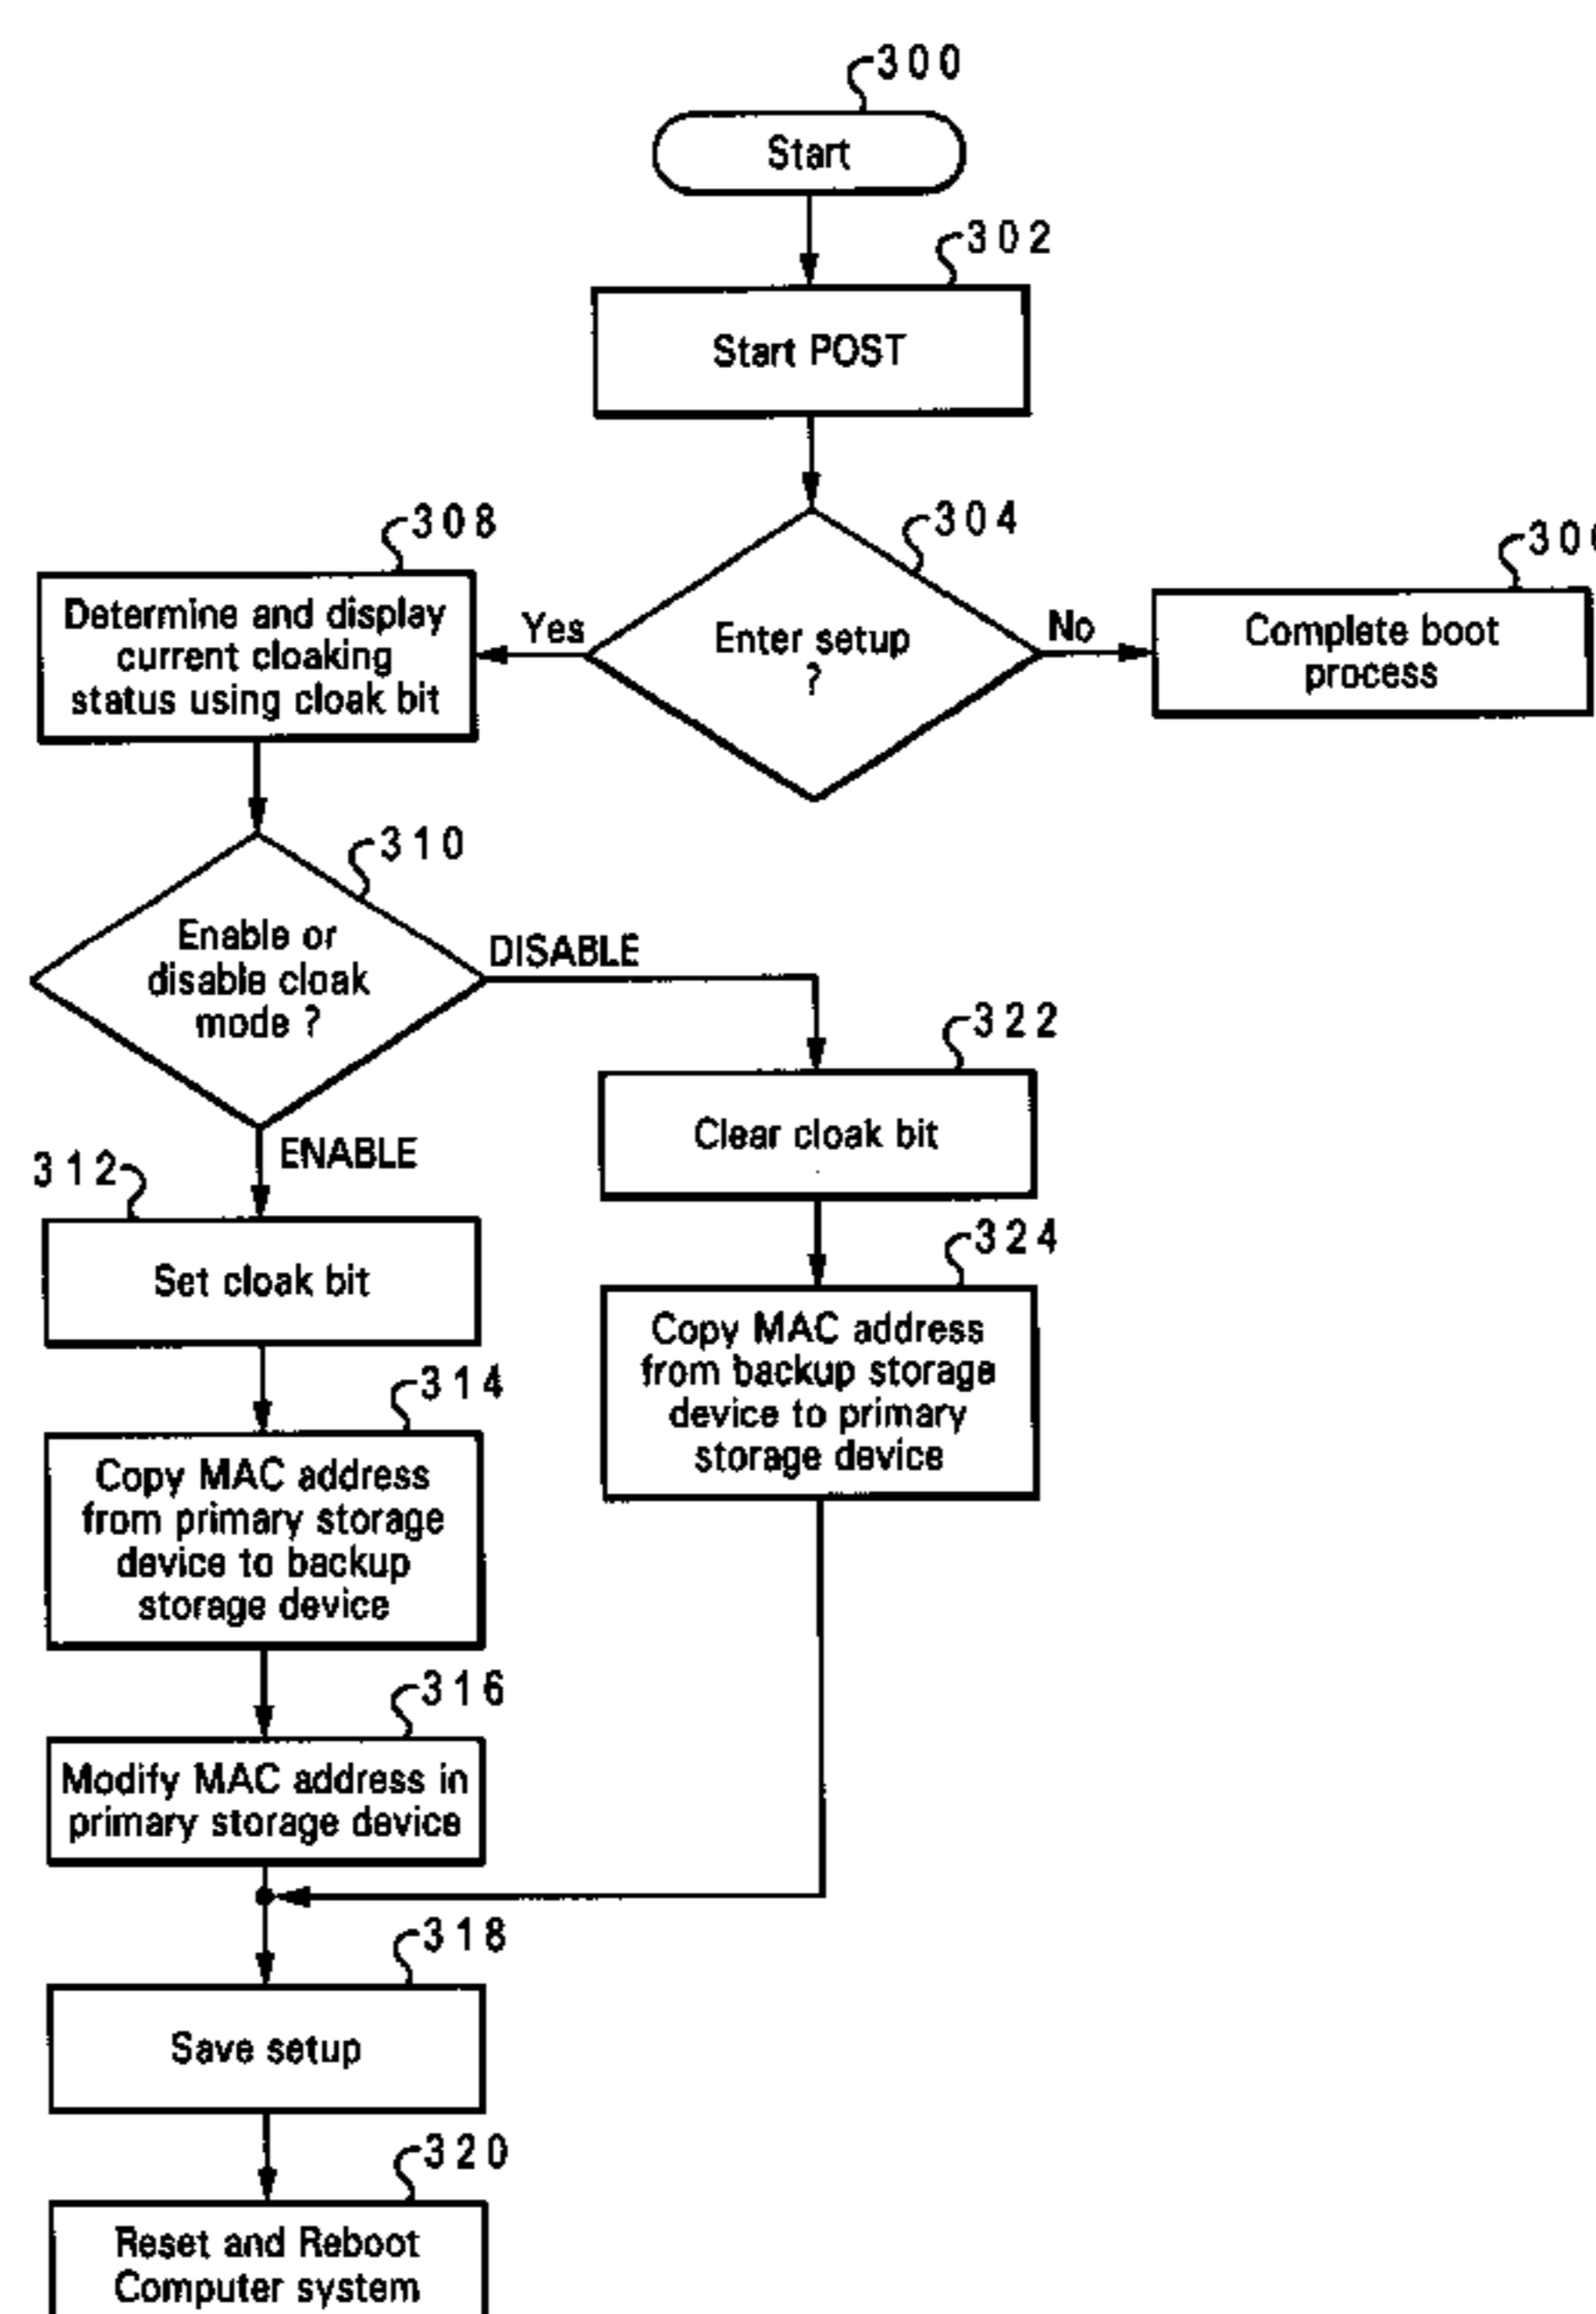 300
Start
302
Start POST
304
Enter setup
?
Yes
No
Complete boot
process
308
Determine and display
current cloaking
status using cloak bit
310
Enable or
disable cloak
mode ?
DISABLE
ENABLE
322
Clear cloak bit
312
Set cloak bit
324
Copy MAC address
from backup storage
device to primary
storage device
314
Copy MAC address
from primary storage
device to backup
storage device
316
Modify MAC address in
primary storage device
318
Save setup
320
Reset and Reboot
Computer system